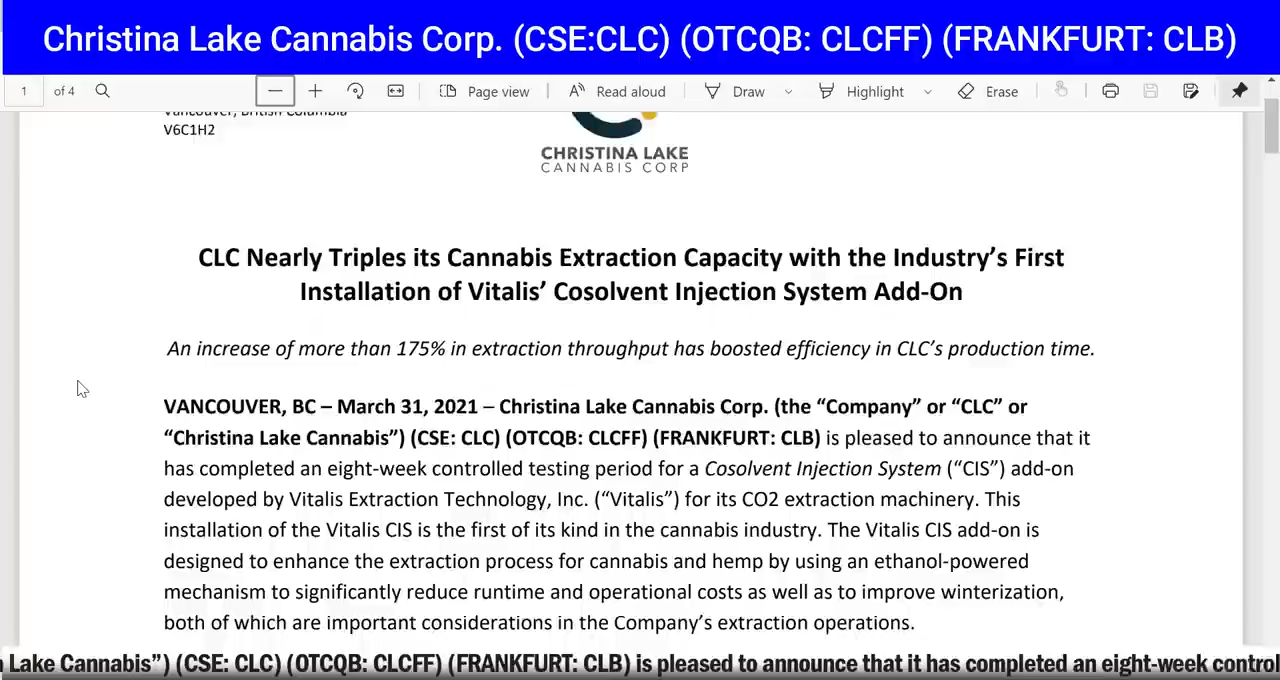 Christina Lake Cannabis Corp. (CSE:CLC) (OTCQB: CLCFF) (FRANKFURT: CLB)
1 of 4 Page view Read aloud Draw Highlight Erase
Vancouver, British Columbia
V6C1H2
CHRISTINA LAKE
CANNABIS CORP
CLC Nearly Triples its Cannabis Extraction Capacity with the Industry’s First
Installation of Vitalis’ Cosolvent Injection System Add-On
An increase of more than 175% in extraction throughput has boosted efficiency in CLC’s production time.
VANCOUVER, BC – March 31, 2021 – Christina Lake Cannabis Corp. (the “Company” or “CLC” or
“Christina Lake Cannabis”) (CSE: CLC) (OTCQB: CLCFF) (FRANKFURT: CLB) is pleased to announce that it
has completed an eight-week controlled testing period for a Cosolvent Injection System (“CIS”) add-on
developed by Vitalis Extraction Technology, Inc. (“Vitalis”) for its CO2 extraction machinery. This
installation of the Vitalis CIS is the first of its kind in the cannabis industry. The Vitalis CIS add-on is
designed to enhance the extraction process for cannabis and hemp by using an ethanol-powered
mechanism to significantly reduce runtime and operational costs as well as to improve winterization,
both of which are important considerations in the Company’s extraction operations.
Lake Cannabis”) (CSE: CLC) (OTCQB: CLCFF) (FRANKFURT: CLB) is pleased to announce that it has completed an eight-week control